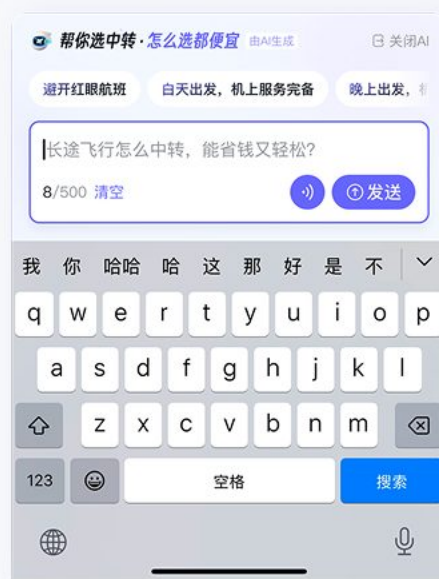 帮你选中转·怎么选都便宜 由AI生成 关闭AI
避开红眼航班 白天出发，机上服务完备 晚上出发，
长途飞行怎么中转，能省钱又轻松?
8/500 清空 发送
我 你 哈哈 哈 这 那 好 是 不
q w e r t y u i o p
a s d f g h j k l
z x c v b n m
123 空格 搜索